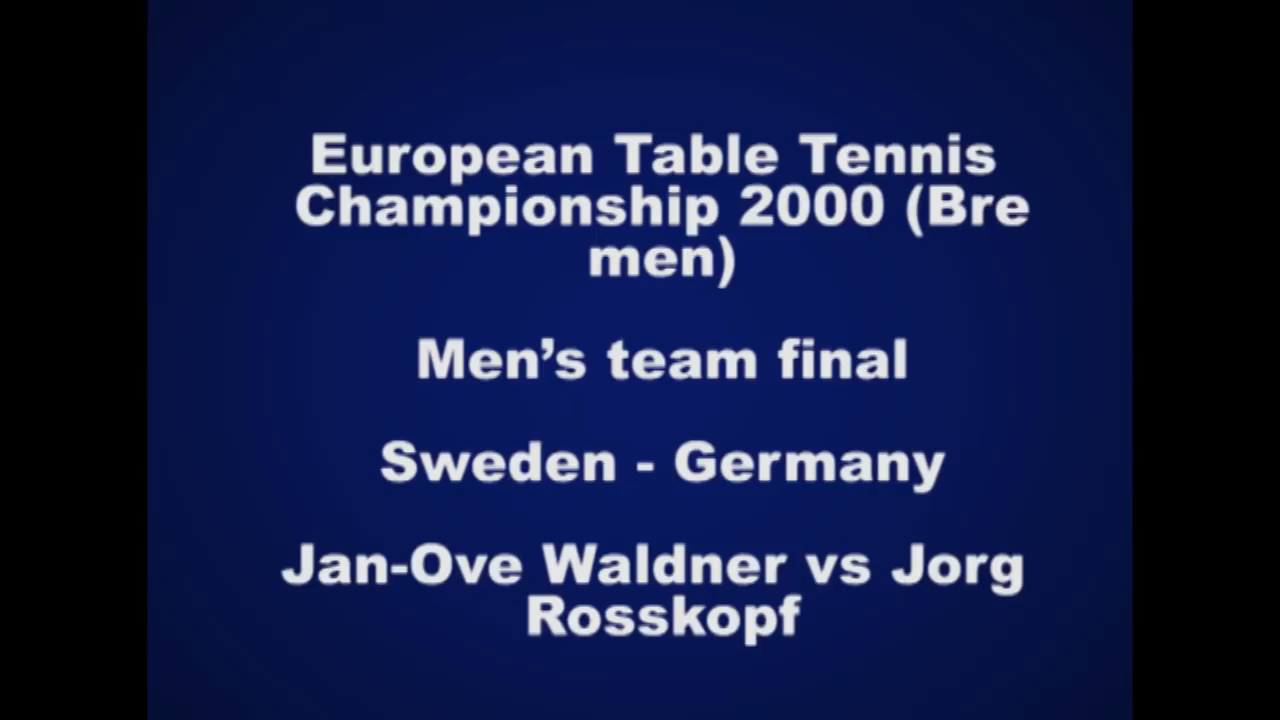 European Table Tennis
Championship 2000 (Bre
men)
Men’s team final
Sweden - Germany
Jan-Ove Waldner vs Jorg
Rosskopf